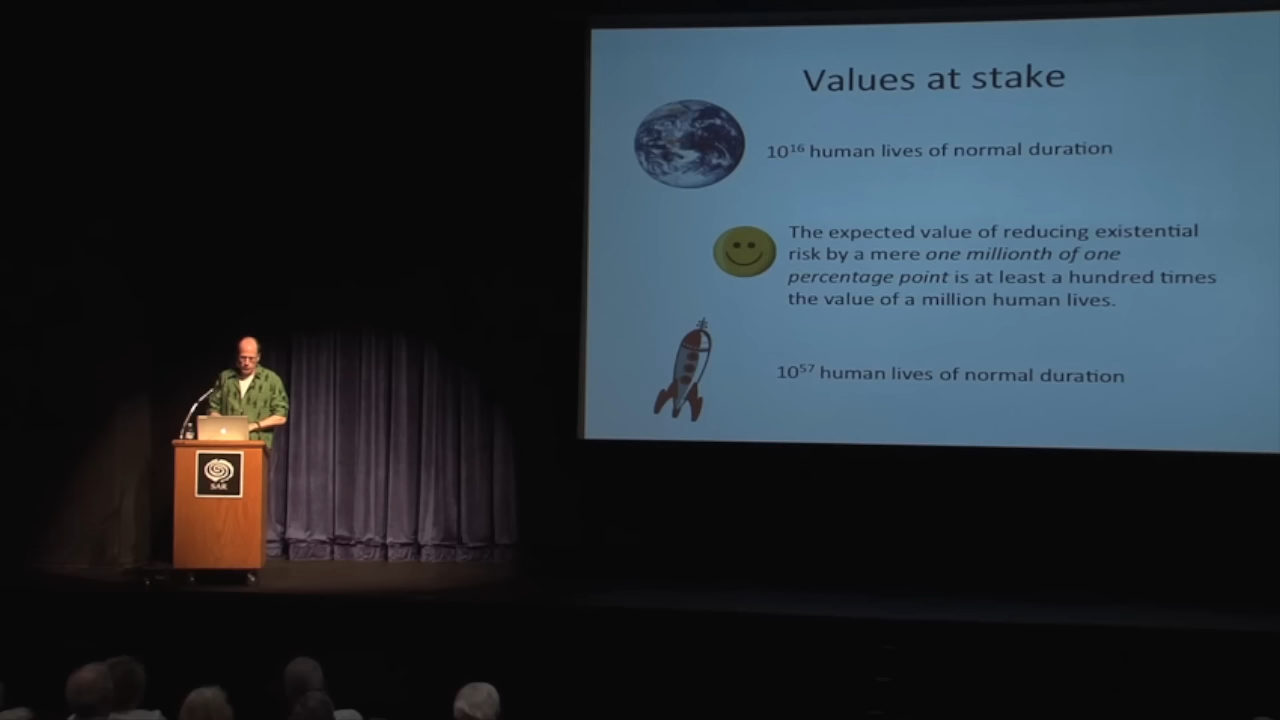 Values at stake
10¹⁶ human lives of normal duration
The expected value of reducing existential
risk by a mere one millionth of one
percentage point is at least a hundred times
the value of a million human lives.
10⁵⁷ human lives of normal duration
SAR